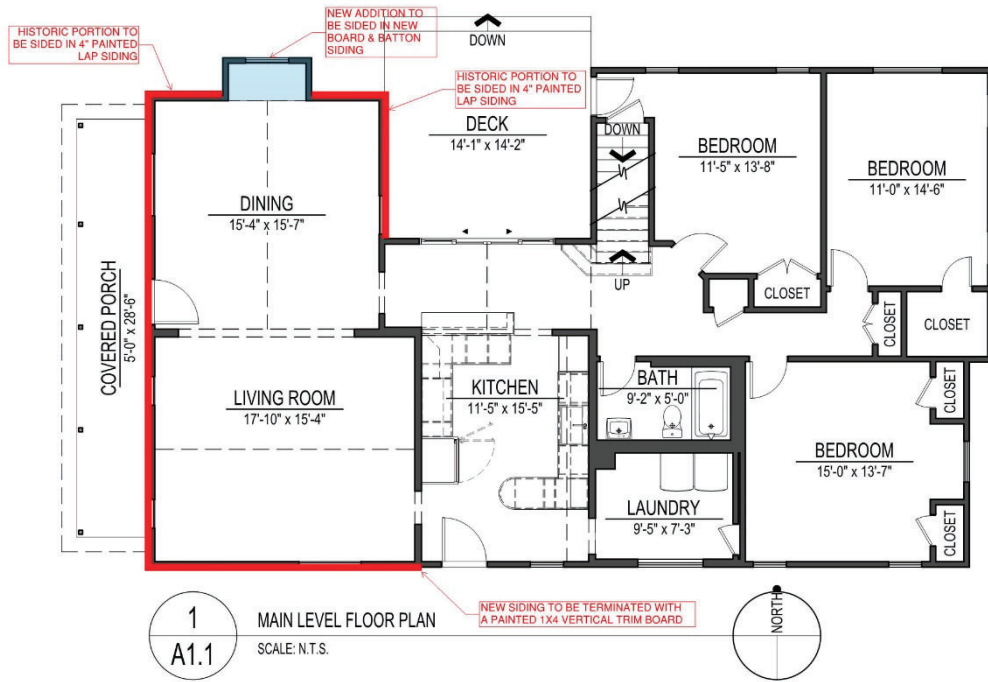 HISTORIC PORTION TO
BE SIDED IN 4" PAINTED
LAP SIDING
NEW ADDITION TO
BE SIDED IN NEW
BOARD & BATTON
SIDING
DOWN
HISTORIC PORTION TO
BE SIDED IN 4" PAINTED
LAP SIDING
DECK
14'-1" x 14'-2"
DOWN
BEDROOM
11'-5" x 13'-8"
BEDROOM
11'-0" x 14'-6"
DINING
15'-4" x 15'-7"
UP
CLOSET
CLOSET
CLOSET
COVERED PORCH
5'-0" x 28'-6"
LIVING ROOM
17'-10" x 15'-4"
KITCHEN
11'-5" x 15'-5"
BATH
9'-2" x 5'-0"
CLOSET
BEDROOM
15'-0" x 13'-7"
LAUNDRY
9'-5" x 7'-3"
CLOSET
1
A1.1
MAIN LEVEL FLOOR PLAN
SCALE: N.T.S.
NEW SIDING TO BE TERMINATED WITH
A PAINTED 1X4 VERTICAL TRIM BOARD
NORTH